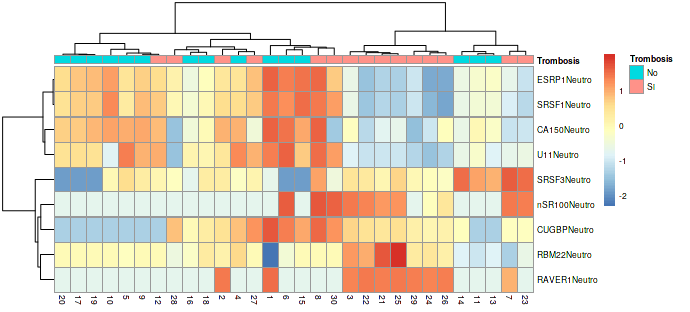 Trombosis
Trombosis
ESRP1Neutro
No
SI
SRSF1Neutro
1
CA150Neutro
0
U11Neutro
-1
SRSF3Neutro
-2
nSR100Neutro
CUGBPNeutro
RBM22Neutro
RAVER1Neutro
20 17 19 10 5 9 12 28 16 18 2 4 27 1 6 15 8 30 3 22 21 25 29 24 26 14 11 13 7 23